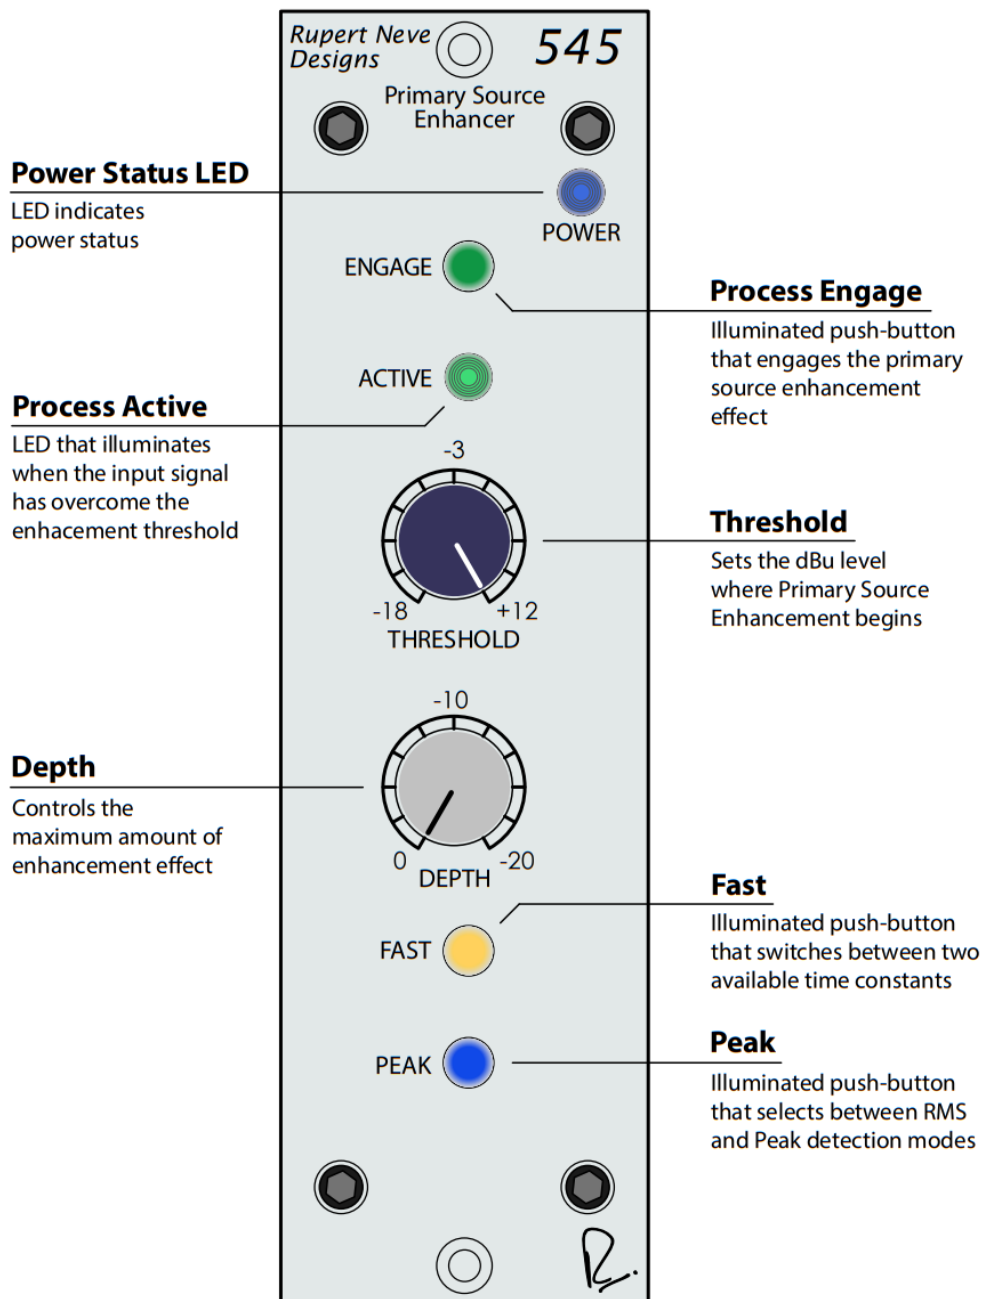 Rupert Neve
Designs
545
Primary Source
Enhancer
Power Status LED
LED indicates
power status
POWER
ENGAGE
Process Engage
Illuminated push-button
that engages the primary
source enhancement
effect
ACTIVE
Process Active
LED that illuminates
when the input signal
has overcome the
enhacement threshold
-3
-18
+12
THRESHOLD
Threshold
Sets the dBu level
where Primary Source
Enhancement begins
-10
0
-20
DEPTH
Depth
Controls the
maximum amount of
enhancement effect
FAST
Fast
Illuminated push-button
that switches between two
available time constants
PEAK
Peak
Illuminated push-button
that selects between RMS
and Peak detection modes